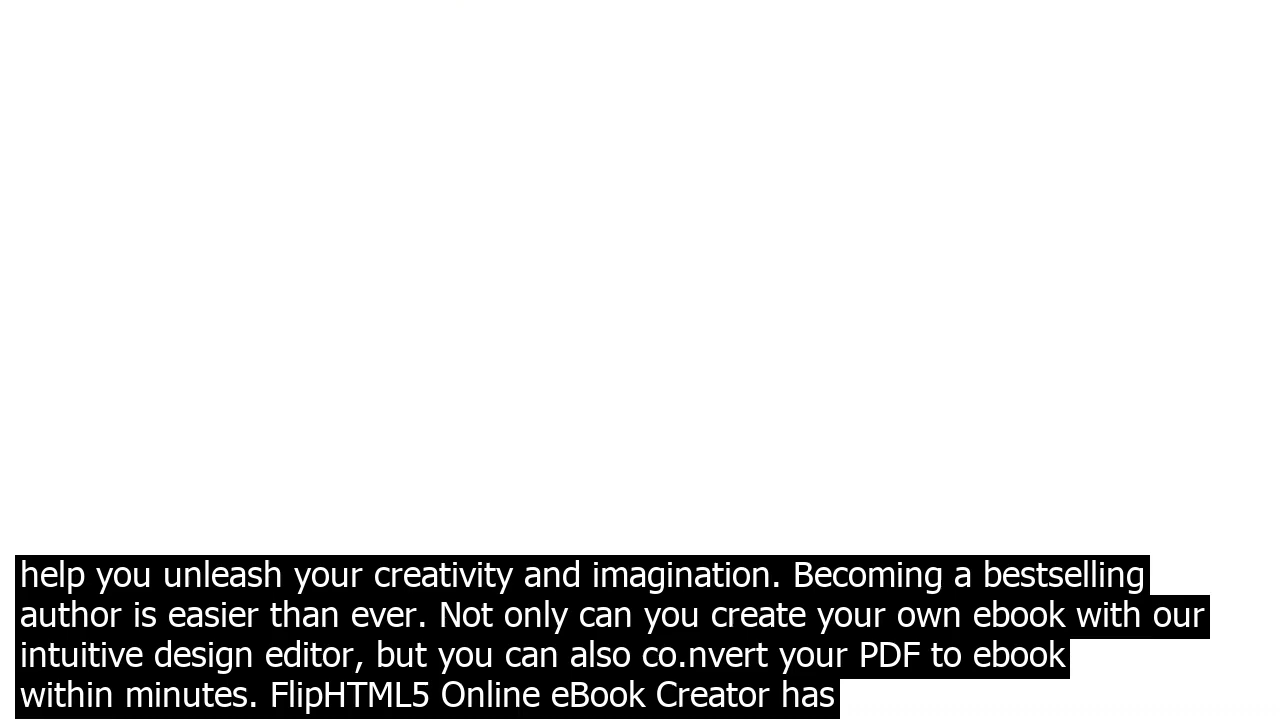 help you unleash your creativity and imagination. Becoming a bestselling
author is easier than ever. Not only can you create your own ebook with our
intuitive design editor, but you can also co.nvert your PDF to ebook
within minutes. FlipHTML5 Online eBook Creator has